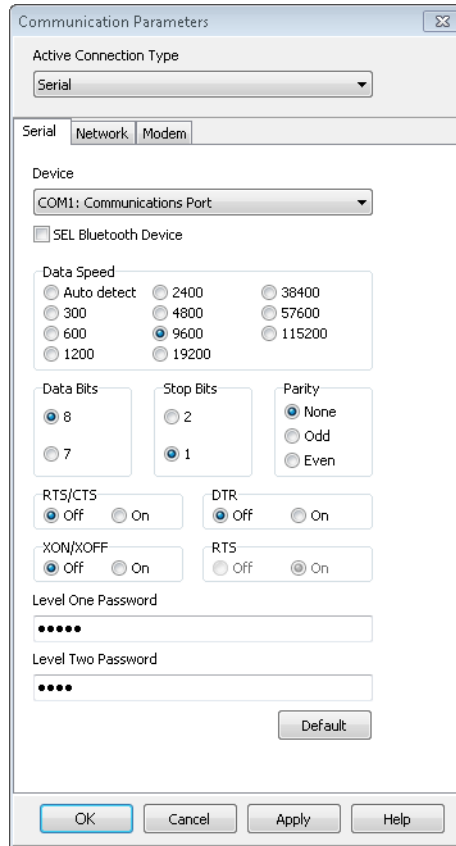 Communication Parameters
Active Connection Type
Serial
Serial Network Modem
Device
COM1: Communications Port
SEL Bluetooth Device
Data Speed
Auto detect 2400 38400
300 4800 57600
600 9600 115200
1200 19200
Data Bits Stop Bits Parity
8 2 None
Odd
7 1 Even
RTS/CTS DTR
Off On Off On
XON/XOFF RTS
Off On Off On
Level One Password
•••••
Level Two Password
••••
Default
OK Cancel Apply Help